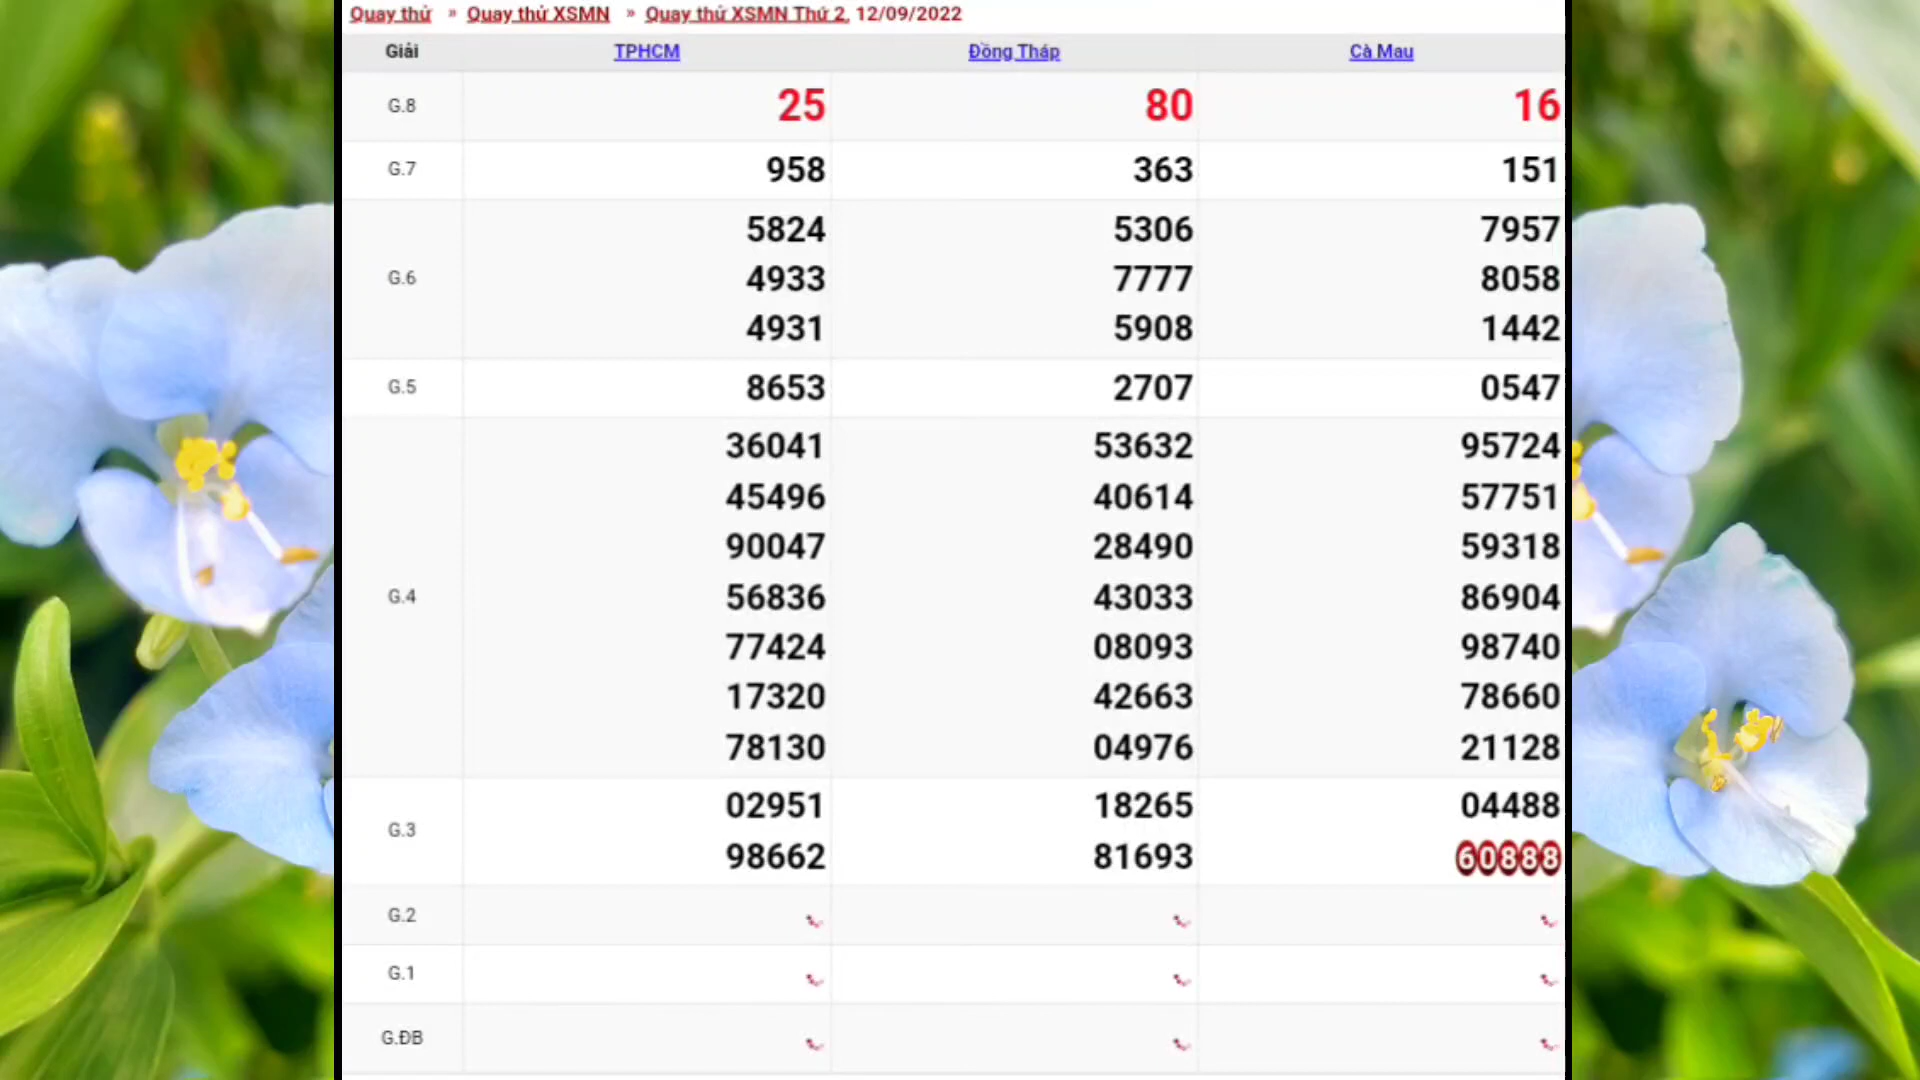 Quay thử » Quay thử XSMN » Quay thử XSMN Thứ 2, 12/09/2022
Giải TPHCM Đồng Tháp Cà Mau
G.8 25 80 16
G.7 958 363 151
G.6
5824 5306 7957
4933 7777 8058
4931 5908 1442
G.5 8653 2707 0547
G.4
36041 53632 95724
45496 40614 57751
90047 28490 59318
56836 43033 86904
77424 08093 98740
17320 42663 78660
78130 04976 21128
G.3
02951 18265 04488
98662 81693 60888
G.2
G.1
G.ĐB